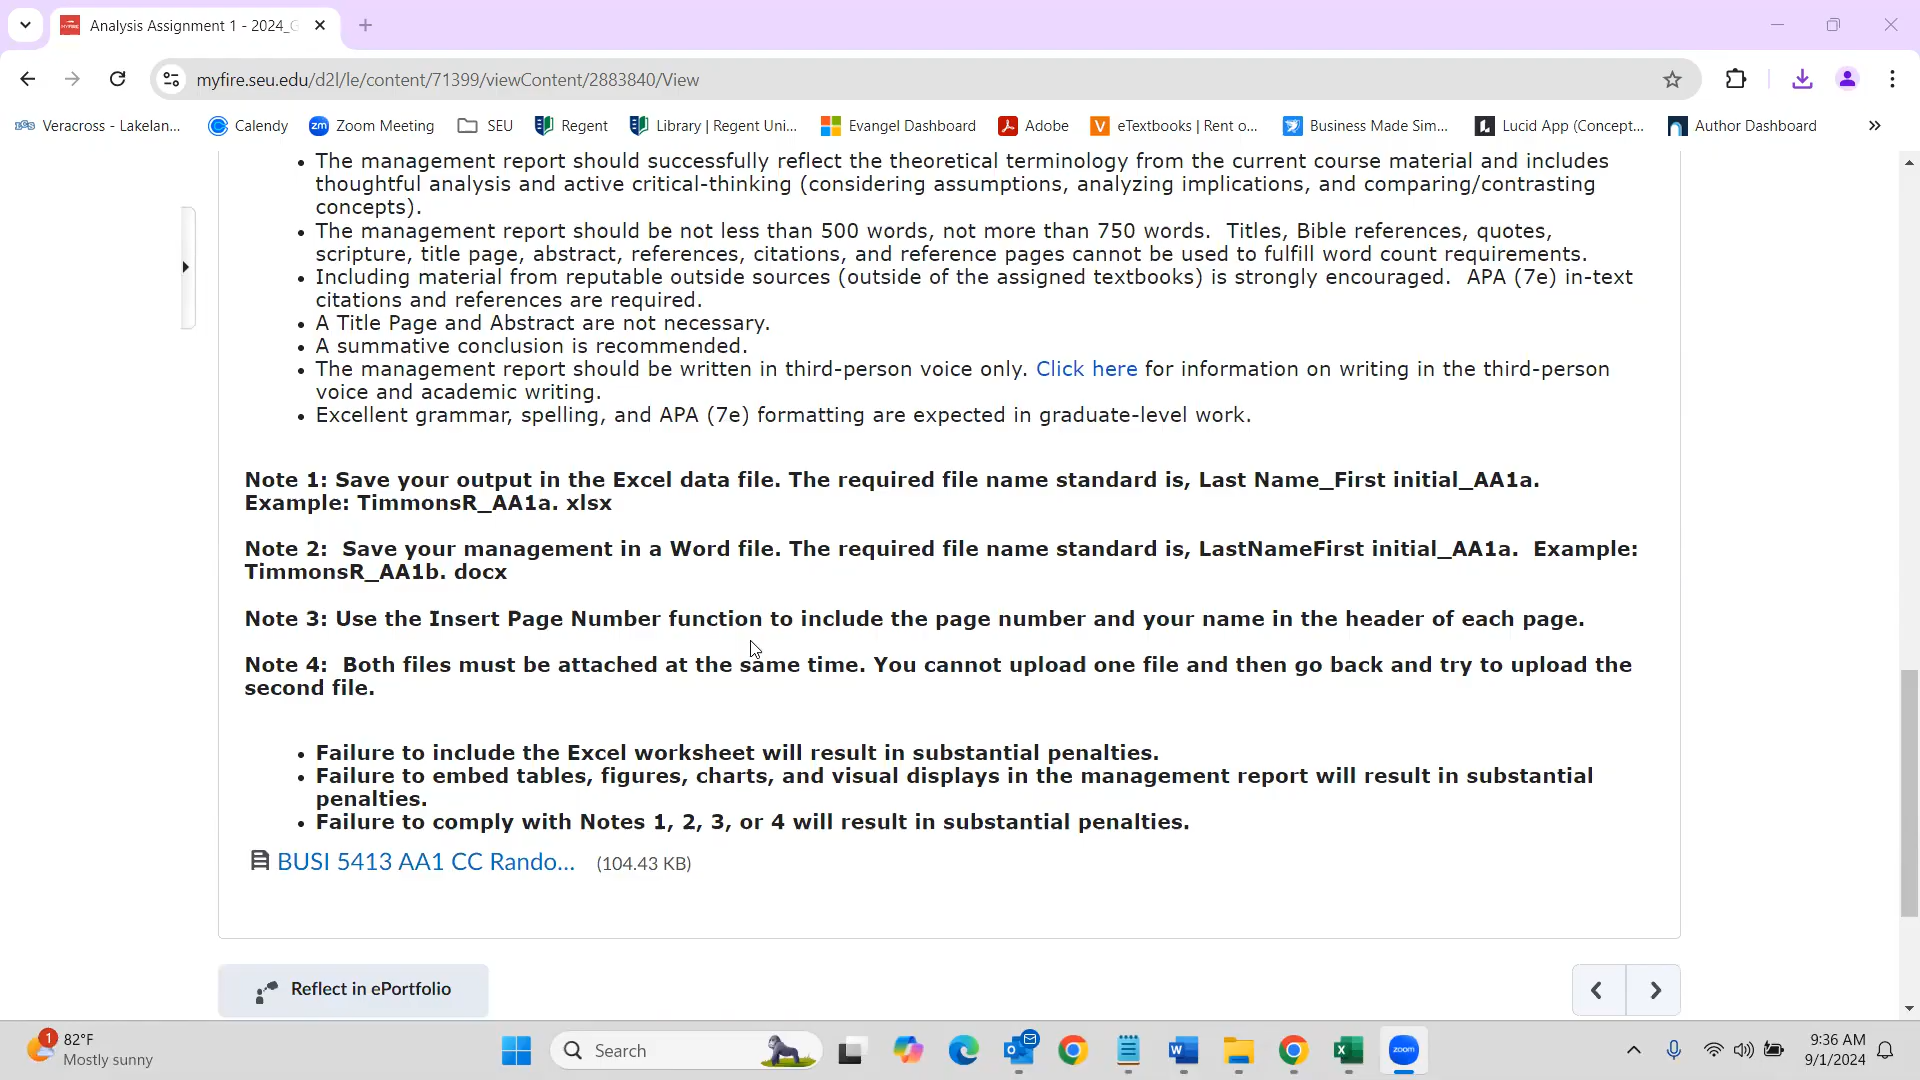 Analysis Assignment 1 - 2024_G
myfire.seu.edu/d2l/le/content/71399/viewContent/2883840/View
Veracross - Lakelan... Calendy zm Zoom Meeting SEU Regent Library | Regent Uni... Evangel Dashboard Adobe V eTextbooks | Rent o... Business Made Sim... Lucid App (Concept... Author Dashboard »
• The management report should successfully reflect the theoretical terminology from the current course material and includes
thoughtful analysis and active critical-thinking (considering assumptions, analyzing implications, and comparing/contrasting
concepts).
• The management report should be not less than 500 words, not more than 750 words.  Titles, Bible references, quotes,
scripture, title page, abstract, references, citations, and reference pages cannot be used to fulfill word count requirements.
• Including material from reputable outside sources (outside of the assigned textbooks) is strongly encouraged.  APA (7e) in-text
citations and references are required.
• A Title Page and Abstract are not necessary.
• A summative conclusion is recommended.
• The management report should be written in third-person voice only. Click here for information on writing in the third-person
voice and academic writing.
• Excellent grammar, spelling, and APA (7e) formatting are expected in graduate-level work.
Note 1: Save your output in the Excel data file. The required file name standard is, Last Name_First initial_AA1a.
Example: TimmonsR_AA1a. xlsx
Note 2:  Save your management in a Word file. The required file name standard is, LastNameFirst initial_AA1a.  Example:
TimmonsR_AA1b. docx
Note 3: Use the Insert Page Number function to include the page number and your name in the header of each page.
Note 4:  Both files must be attached at the same time. You cannot upload one file and then go back and try to upload the
second file.
• Failure to include the Excel worksheet will result in substantial penalties.
• Failure to embed tables, figures, charts, and visual displays in the management report will result in substantial
penalties.
• Failure to comply with Notes 1, 2, 3, or 4 will result in substantial penalties.
BUSI 5413 AA1 CC Rando... (104.43 KB)
Reflect in ePortfolio
1 82°F
Mostly sunny
Search
zoom
9:36 AM
9/1/2024